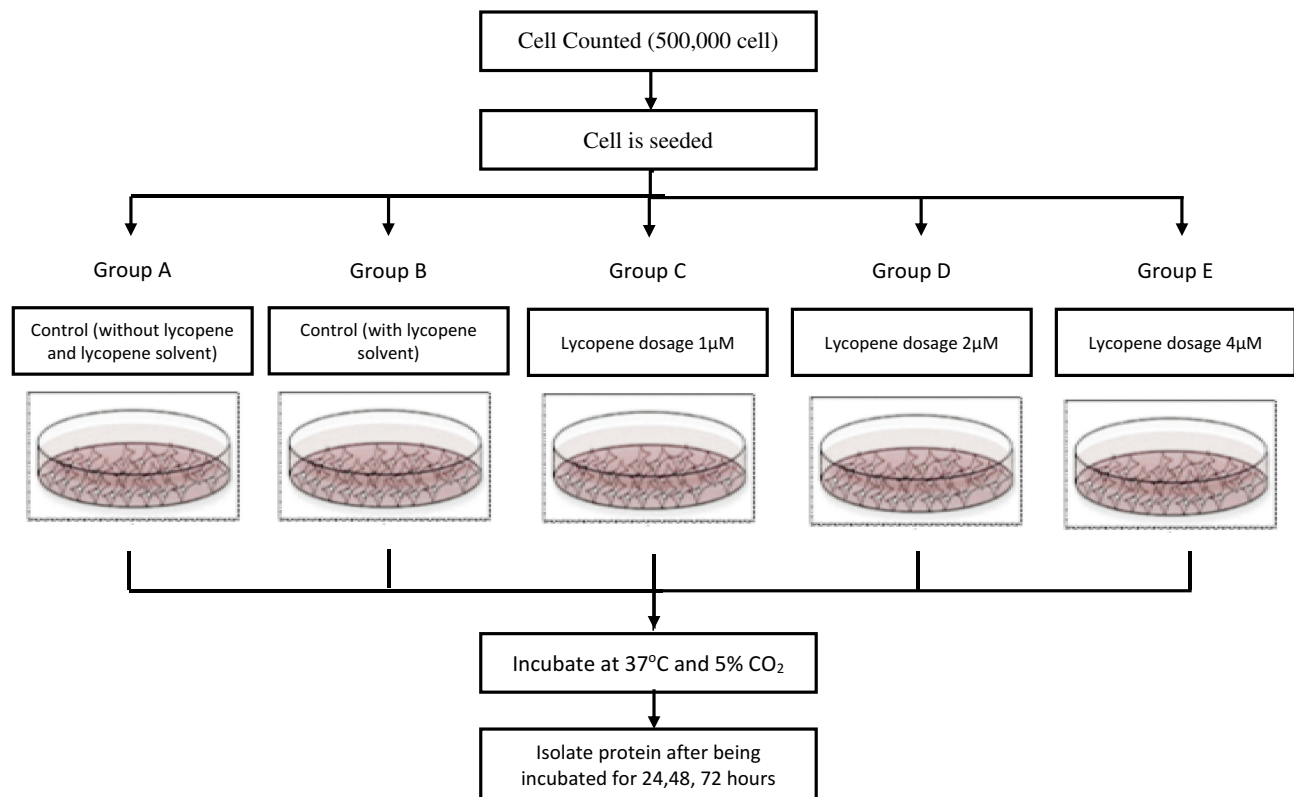 Cell Counted (500,000 cell)
Cell is seeded
Group A
Group B
Group C
Group D
Group E
Control (without lycopene
and lycopene solvent)
Control (with lycopene
solvent)
Lycopene dosage 1µM
Lycopene dosage 2µM
Lycopene dosage 4µM
Incubate at 37°C and 5% CO₂
Isolate protein after being
incubated for 24,48, 72 hours